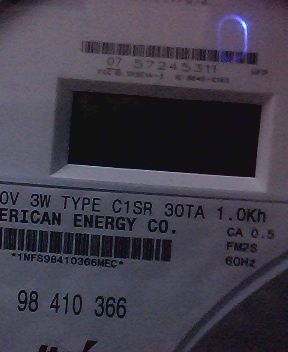 07 57245311
0V 3W TYPE C1SR 30TA 1.0Kh
ERICAN ENERGY CO.
CA 0.5
FM2S
*1NFS98410366MEC*
60Hz
98 410 366